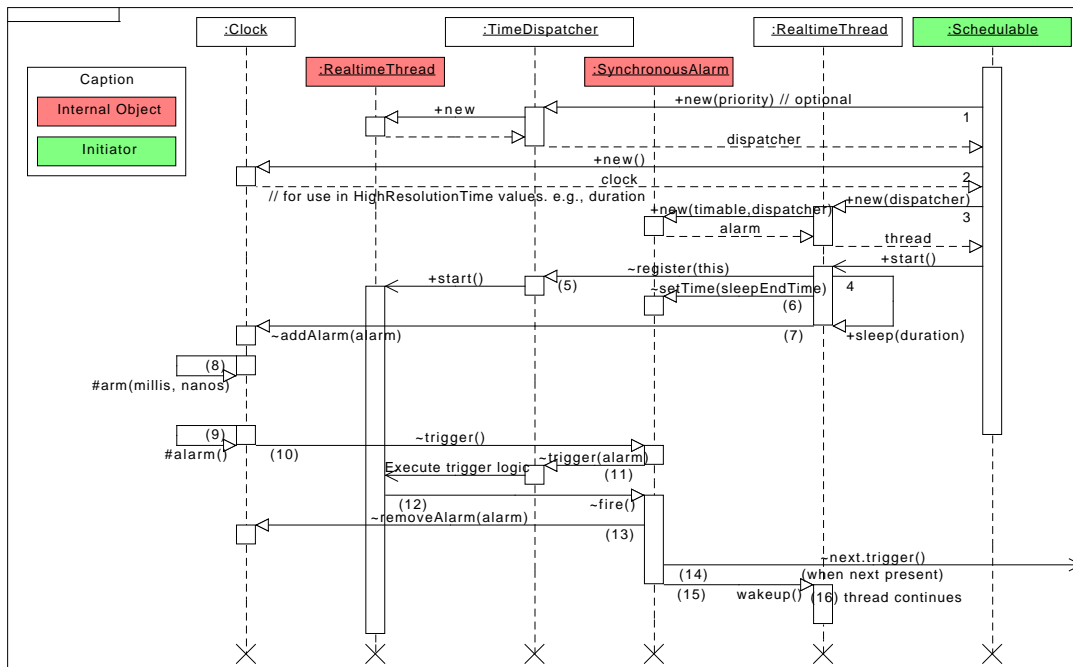 :Clock
:TimeDispatcher
:RealtimeThread
:Schedulable
:RealtimeThread
:SynchronousAlarm
Caption
Internal Object
Initiator
+new(priority) // optional
1
+new
dispatcher
+new()
clock
2
// for use in HighResolutionTime values. e.g., duration
+new(dispatcher)
+new(timable,dispatcher)
3
alarm
thread
+start()
~register(this)
+start()
(5)
4
~setTime(sleepEndTime)
(6)
~addAlarm(alarm)
(7)
+sleep(duration)
(8)
#arm(millis, nanos)
(9)
~trigger()
#alarm()
(10)
~trigger(alarm)
Execute trigger logic
(11)
(12)
~fire()
~removeAlarm(alarm)
(13)
~next.trigger()
(14)
(when next present)
(15)
wakeup()
(16) thread continues